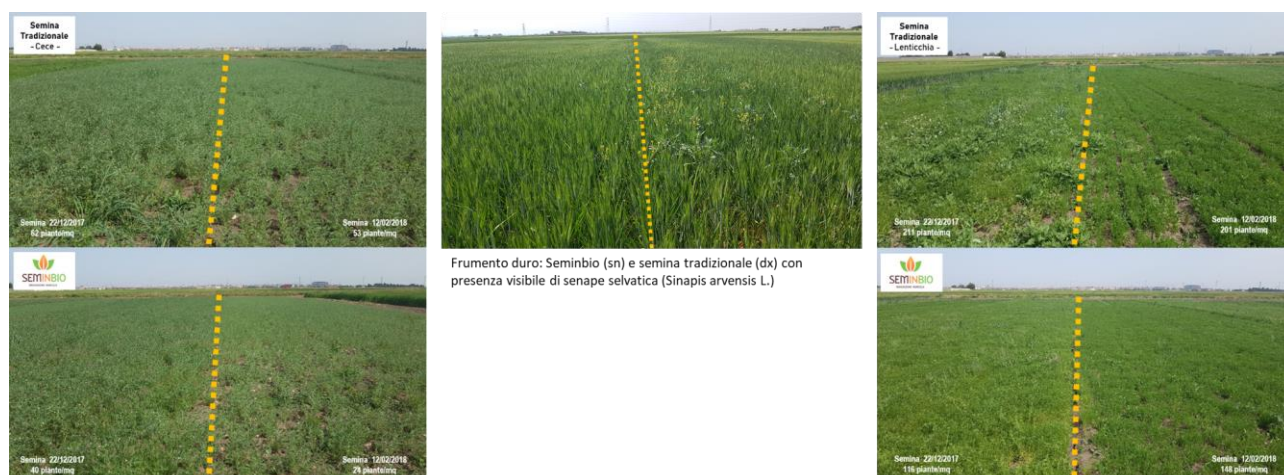 Semina
Tradizionale
- Cece -
Semina 22/12/2017
62 piante/mq
Semina 12/02/2018
53 piante/mq
SEMINBIO
Semina 22/12/2017
40 piante/mq
Semina 12/02/2018
28 piante/mq
Frumento duro: Seminbio (sn) e semina tradizionale (dx) con
presenza visibile di senape selvatica (Sinapis arvensis L.)
Semina
Tradizionale
- Lenticchia -
Semina 22/12/2017
211 piante/mq
Semina 12/02/2018
201 piante/mq
SEMINBIO
Semina 22/12/2017
116 piante/mq
Semina 12/02/2018
148 piante/mq